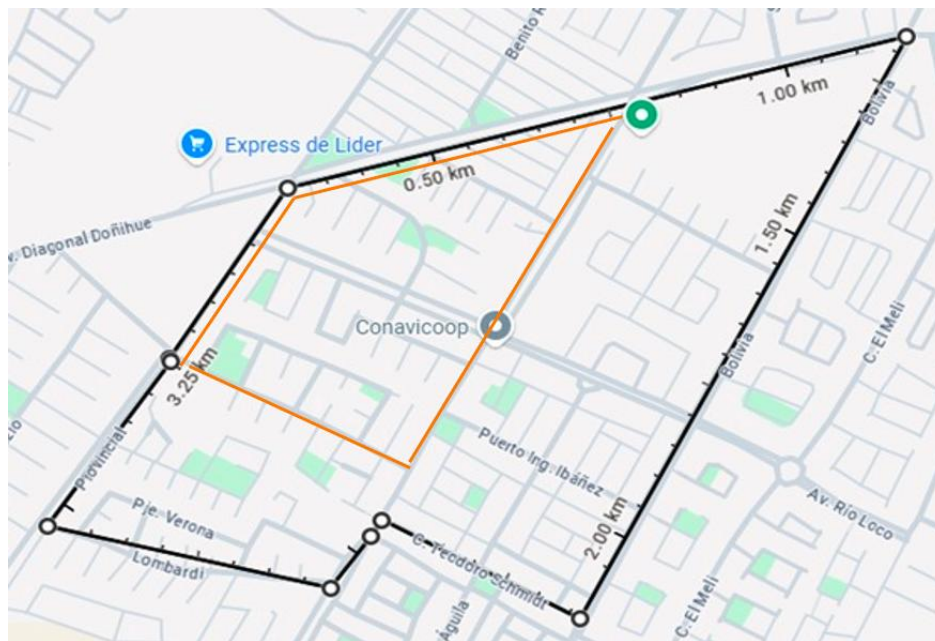 Benito R
1.00 km
Bolivia
Express de Lider
0.50 km
v. Diagonal Doñihue
1.50 km
Conavicoop
C. El Meli
3.25 km
Bolivia
Puerto Ing. Ibáñez
Provincial
Av. Río Loco
Pje. Verona
2.00 km
C. Teodoro Schmidt
Lombardi
C. El Meli
Aguila